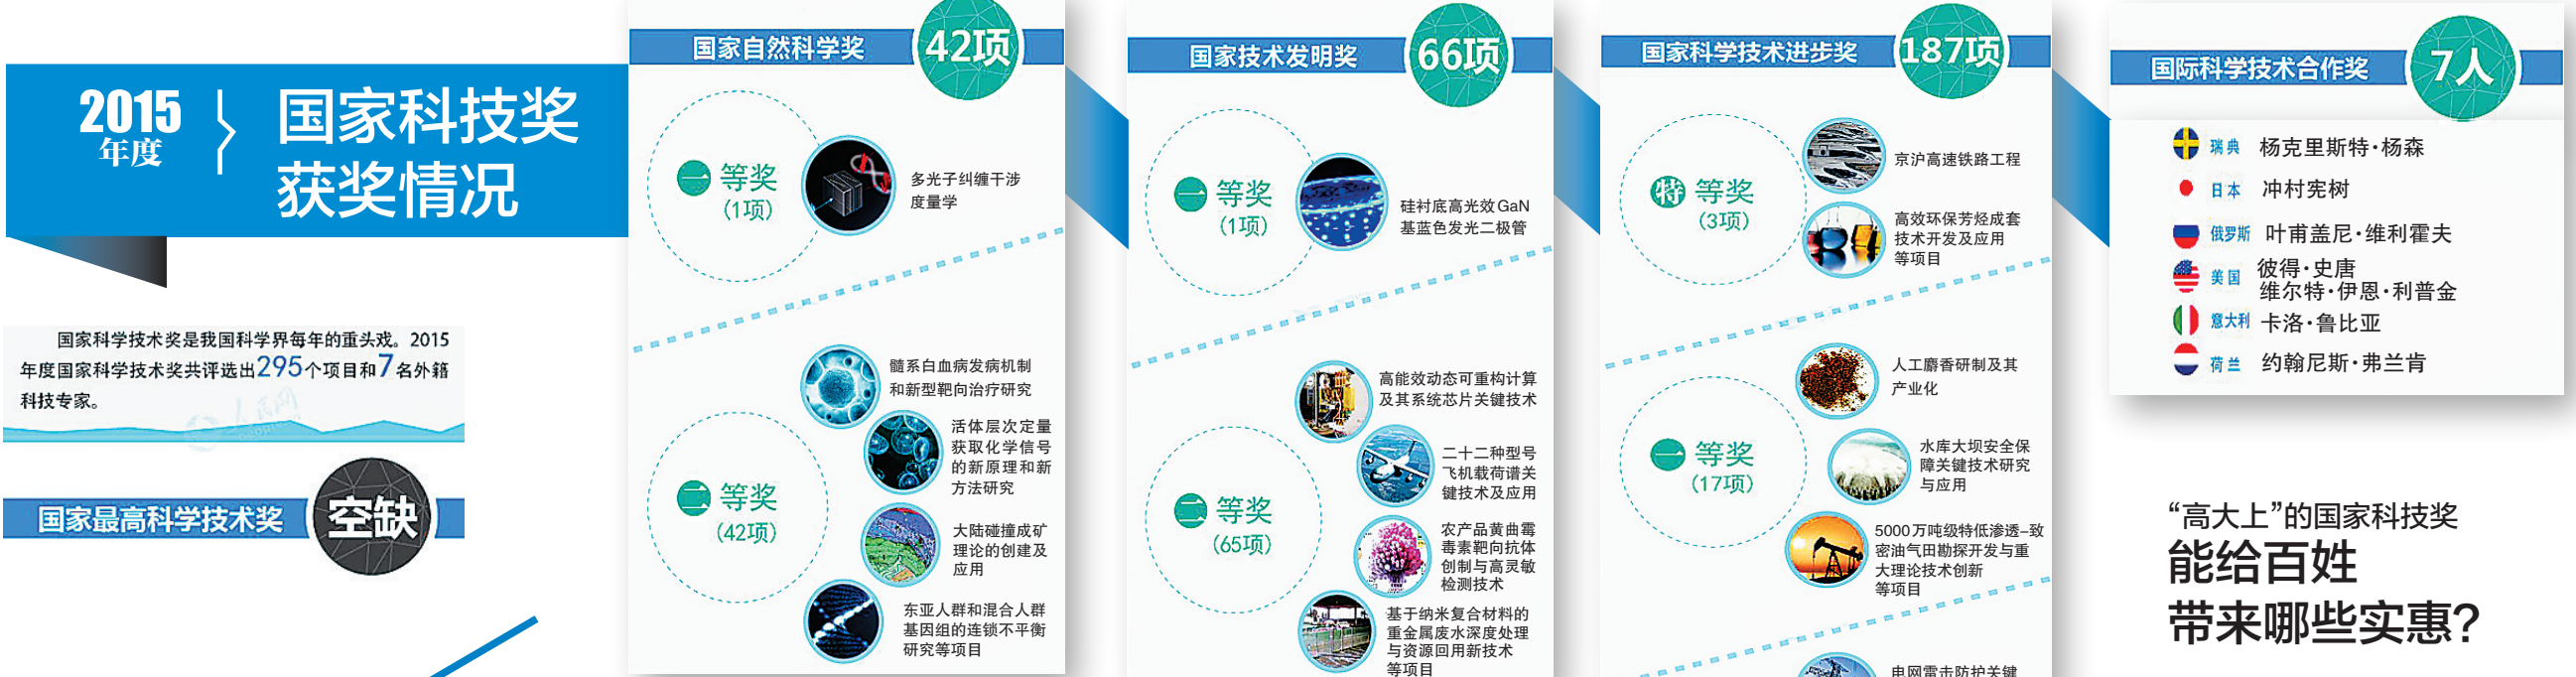 2015
年度
国家科技奖
获奖情况
国家科学技术奖是我国科学界每年的重头戏。2015
年度国家科学技术奖共评选出295个项目和7名外籍
科技专家。
人民网
国家最高科学技术奖
空缺
国家自然科学奖
42项
一等奖
(1项)
多光子纠缠干涉
度量学
二等奖
(42项)
髓系白血病发病机制
和新型靶向治疗研究
活体层次定量
获取化学信号
的新原理和新
方法研究
大陆碰撞成矿
理论的创建及
应用
东亚人群和混合人群
基因组的连锁不平衡
研究等项目
国家技术发明奖
66项
一等奖
(1项)
硅衬底高光效GaN
基蓝色发光二极管
二等奖
(65项)
高能效动态可重构计算
及其系统芯片关键技术
二十二种型号
飞机载荷谱关
键技术及应用
农产品黄曲霉
毒素靶向抗体
创制与高灵敏
检测技术
基于纳米复合材料的
重金属废水深度处理
与资源回用新技术
等项目
国家科学技术进步奖
187项
特等奖
(3项)
京沪高速铁路工程
高效环保芳烃成套
技术开发及应用
等项目
一等奖
(17项)
人工麝香研制及其
产业化
水库大坝安全保
障关键技术研究
与应用
5000万吨级特低渗透-致
密油气田勘探开发与重
大理论技术创新
等项目
电网雷击防护关键
国际科学技术合作奖
7人
瑞典 杨克里斯特·杨森
日本 冲村宪树
俄罗斯 叶甫盖尼·维利霍夫
美国 彼得·史唐
维尔特·伊恩·利普金
意大利 卡洛·鲁比亚
荷兰 约翰尼斯·弗兰肯
“高大上”的国家科技奖
能给百姓
带来哪些实惠?